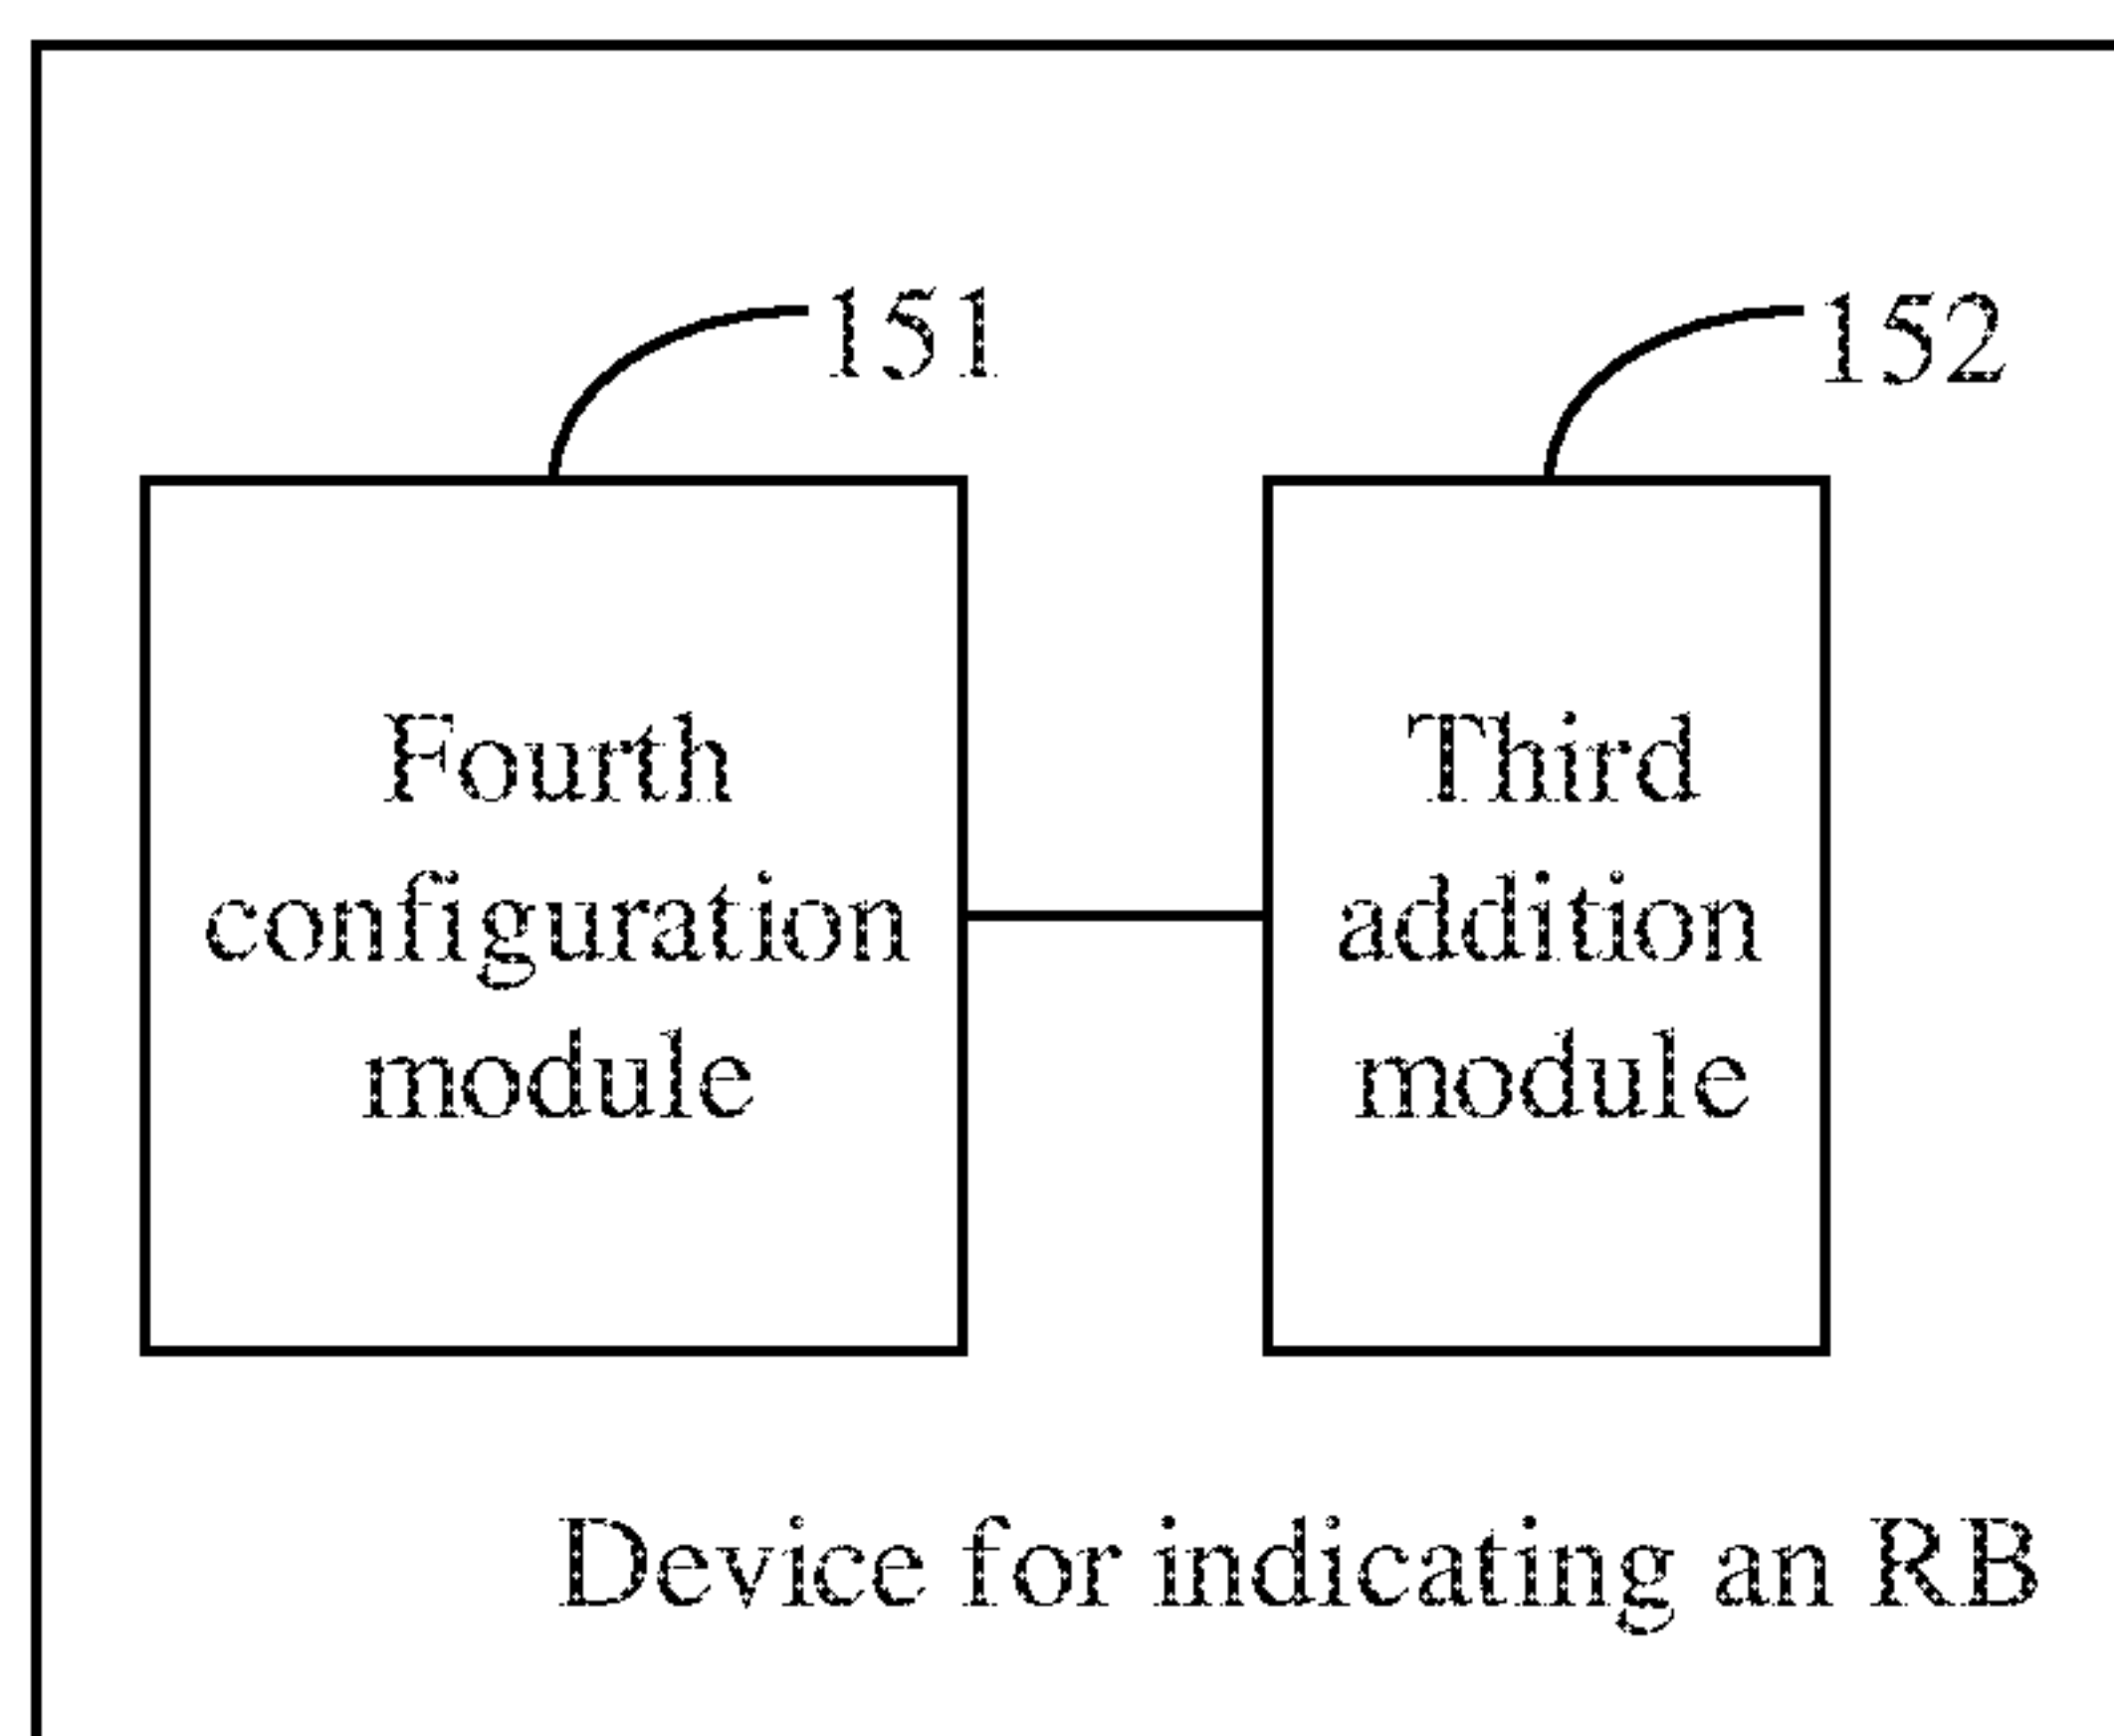 151
152
Fourth
configuration
module
Third
addition
module
Device for indicating an RB